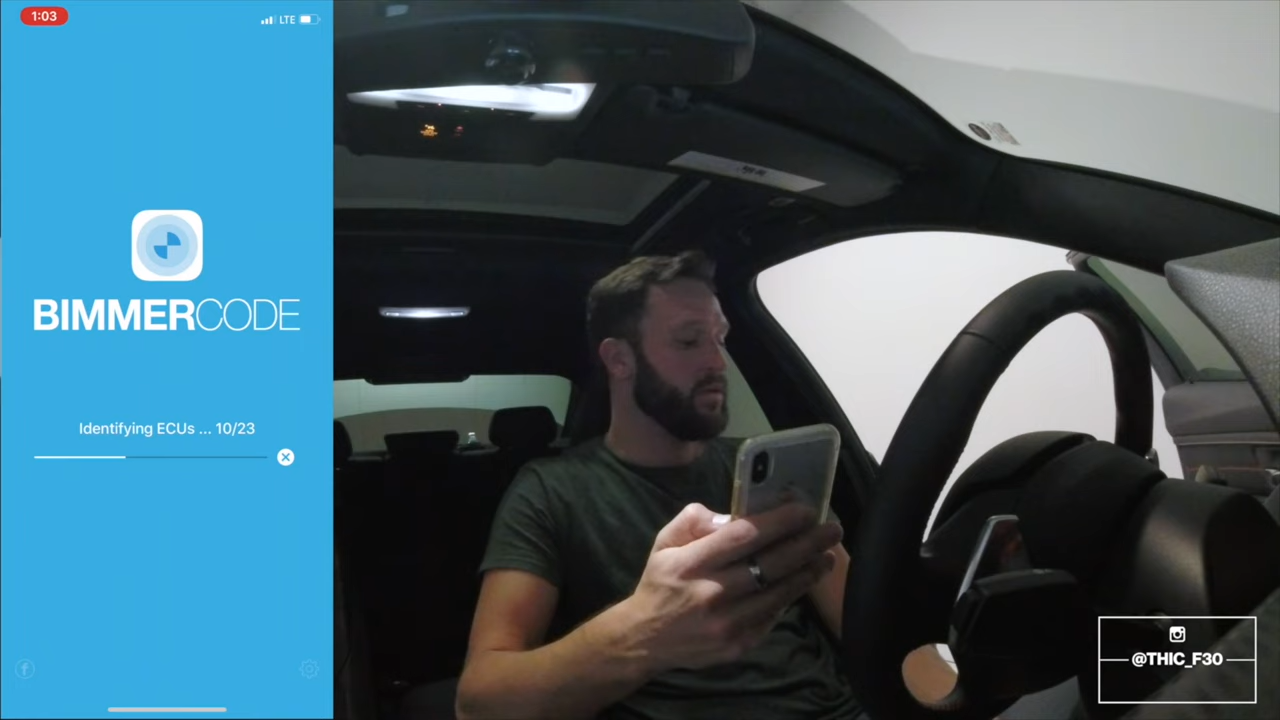 1:03
LTE
BIMMERCODE
Identifying ECUs ... 10/23
@THIC_F30